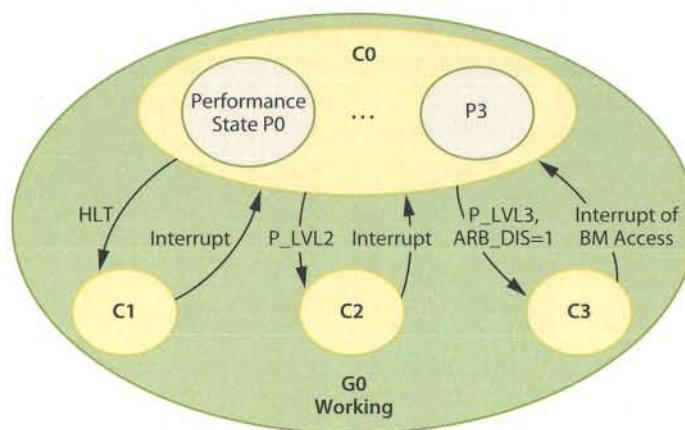 C0
Performance
State P0
...
P3
HLT
Interrupt
P_LVL2
Interrupt
P_LVL3,
ARB_DIS=1
Interrupt of
BM Access
C1
C2
C3
G0
Working